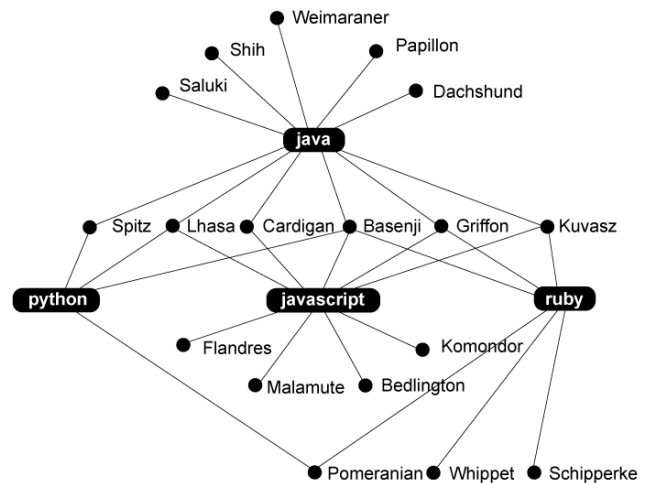 Weimaraner
Shih
Papillon
Saluki
Dachshund
java
Spitz
Lhasa
Cardigan
Basenji
Griffon
Kuvasz
python
javascript
ruby
Flandres
Komondor
Malamute
Bedlington
Pomeranian
Whippet
Schipperke